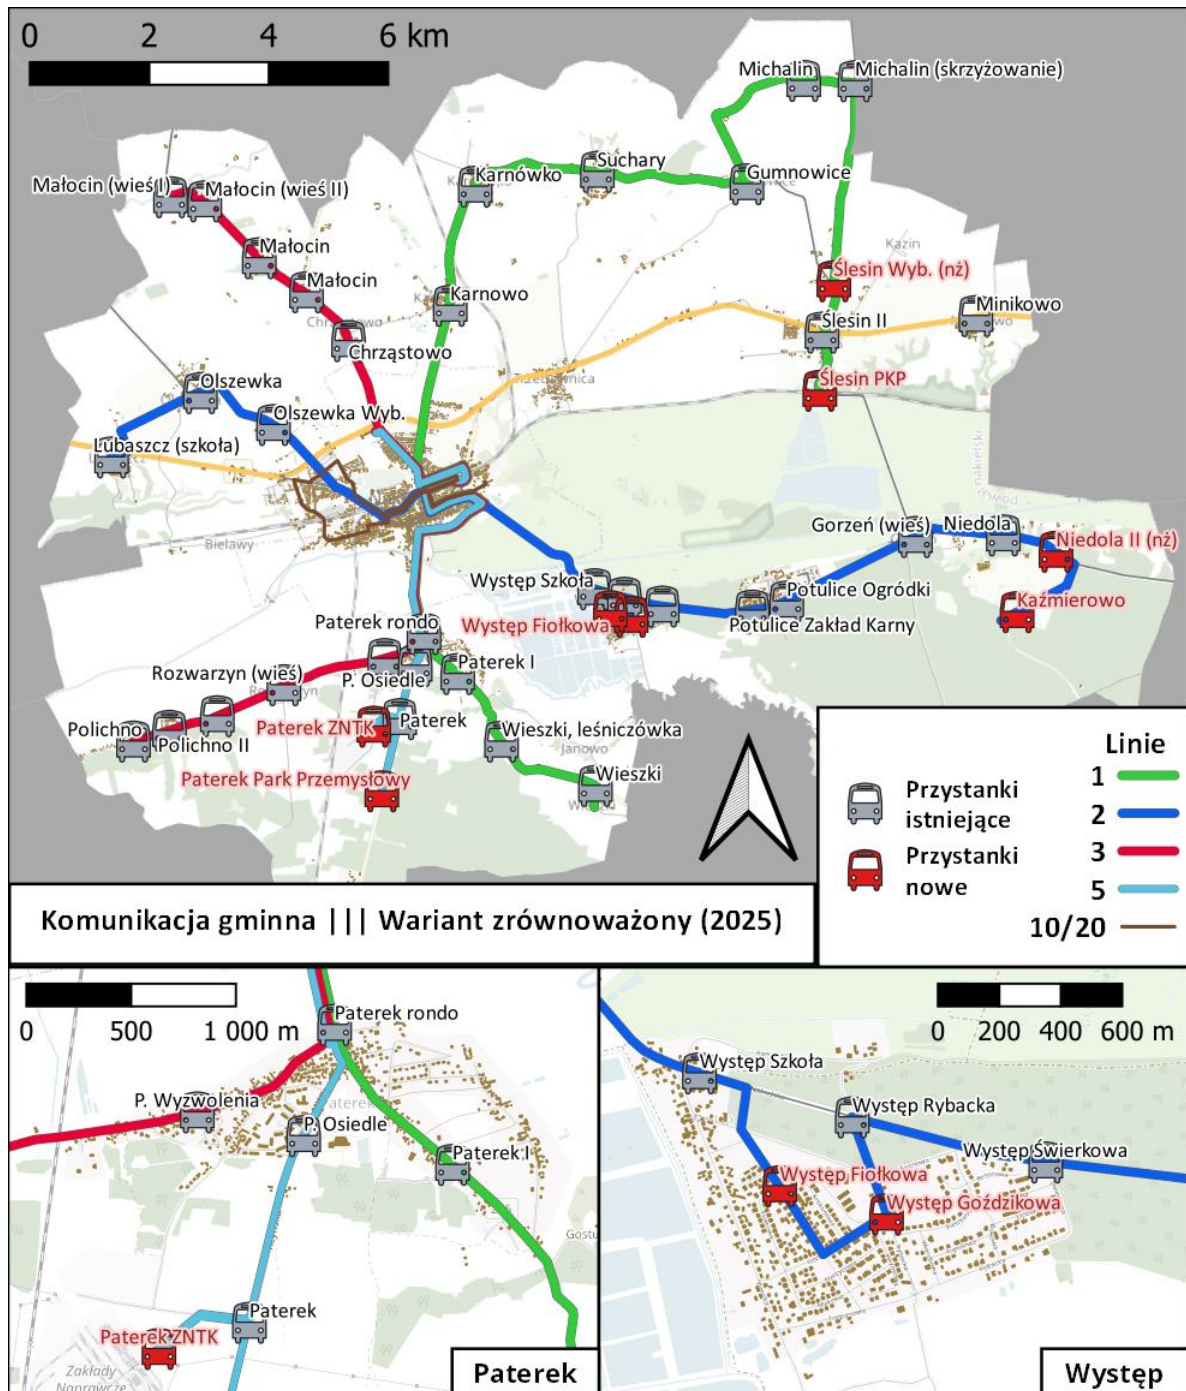 0 2 4 6 km
Michalin
Michalin (skrzyżowanie)
Suchary
Karnówko
Gumnowice
Małocin (wieś I)
Małocin (wieś II)
Kazin
Małocin
Ślesin Wyb. (nż)
Małocin
Karnowo
Minikowo
Ślesin II
Chrząstowo
Olszewka
Ślesin PKP
Olszewka Wyb.
Lubaszcz (szkoła)
Bielawy
Gorzeń (wieś)
Niedola
Niedola II (nż)
Występ Szkoła
Potulice Ogródki
Kaźmierowo
Paterek rondo
Występ Fiołkowa
Potulice Zakład Karny
Rozwarzyn (wieś)
Paterek I
P. Osiedle
Polichno
Polichno II
Paterek ZNTK
Paterek
Wieszki, leśniczówka
Janowo
Paterek Park Przemysłowy
Wieszki
Linie
Przystanki
istniejące
Przystanki
nowe
1
2
3
5
10/20
Komunikacja gminna ||| Wariant zrównoważony (2025)
0 500 1 000 m
Paterek rondo
P. Wyzwolenia
P. Osiedle
Paterek I
Paterek
Paterek ZNTK
Zakłady
Naprawcze
Paterek
0 200 400 600 m
Występ Szkoła
Występ Rybacka
Występ Świerkowa
Występ Fiołkowa
Występ Goździkowa
Występ